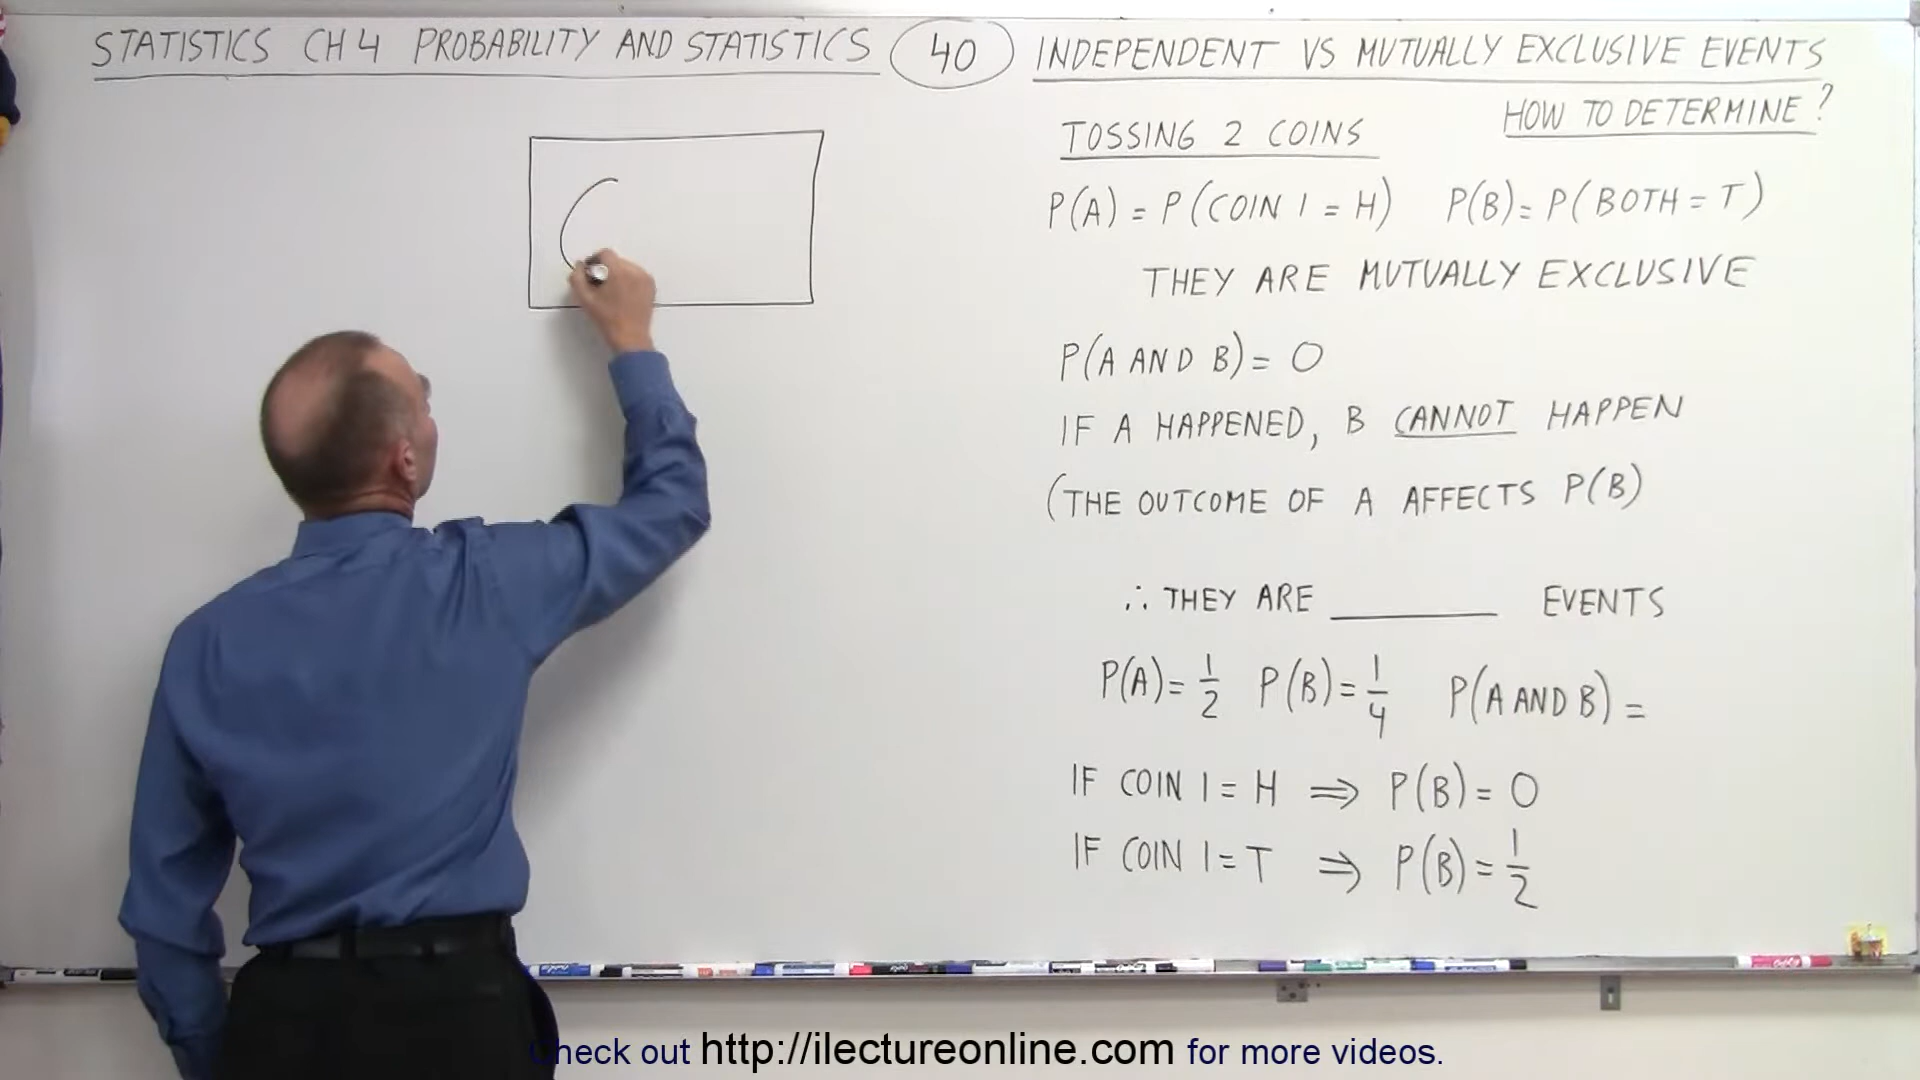 STATISTICS CH 4 PROBABILITY AND STATISTICS 40 INDEPENDENT VS MUTUALLY EXCLUSIVE EVENTS
HOW TO DETERMINE?
TOSSING 2 COINS
P(A) = P(COIN 1 = H) P(B) = P(BOTH = T)
THEY ARE MUTUALLY EXCLUSIVE
P(A AND B) = 0
IF A HAPPENED, B CANNOT HAPPEN
(THE OUTCOME OF A AFFECTS P(B)
∴ THEY ARE ________ EVENTS
P(A) = 1/2 P(B) = 1/4 P(A AND B) =
IF COIN 1 = H ⇒ P(B) = 0
IF COIN 1 = T ⇒ P(B) = 1/2
Check out http://ilectureonline.com for more videos.